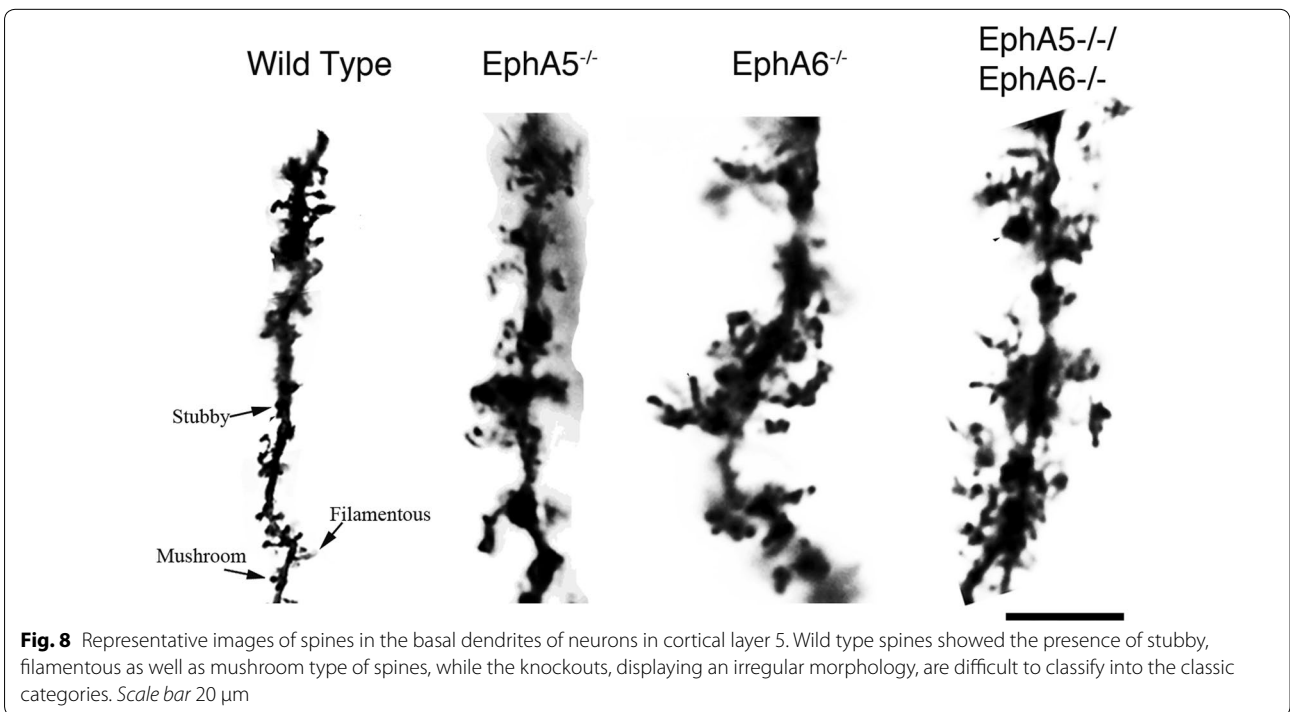 Wild Type
EphA5-/-
EphA6-/-
EphA5-/-/
EphA6-/-
Stubby
Filamentous
Mushroom
Fig. 8 Representative images of spines in the basal dendrites of neurons in cortical layer 5. Wild type spines showed the presence of stubby,
filamentous as well as mushroom type of spines, while the knockouts, displaying an irregular morphology, are difficult to classify into the classic
categories. Scale bar 20 µm